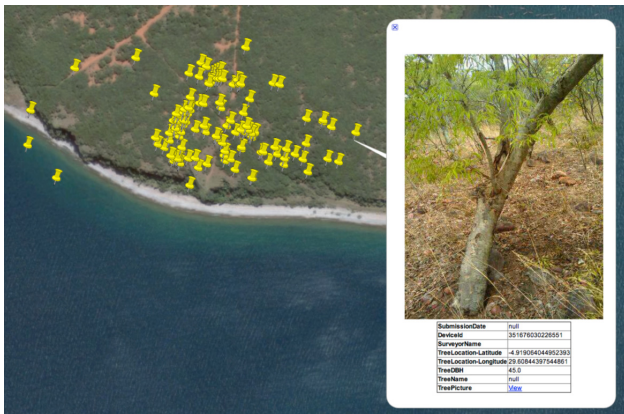 SubmissionDate null
DeviceId 351676030226551
SurveyorName
TreeLocation-Latitude -4.919084044952393
TreeLocation-Longitude 29.60844397544861
TreeDBH 45.0
TreeName null
TreePicture View